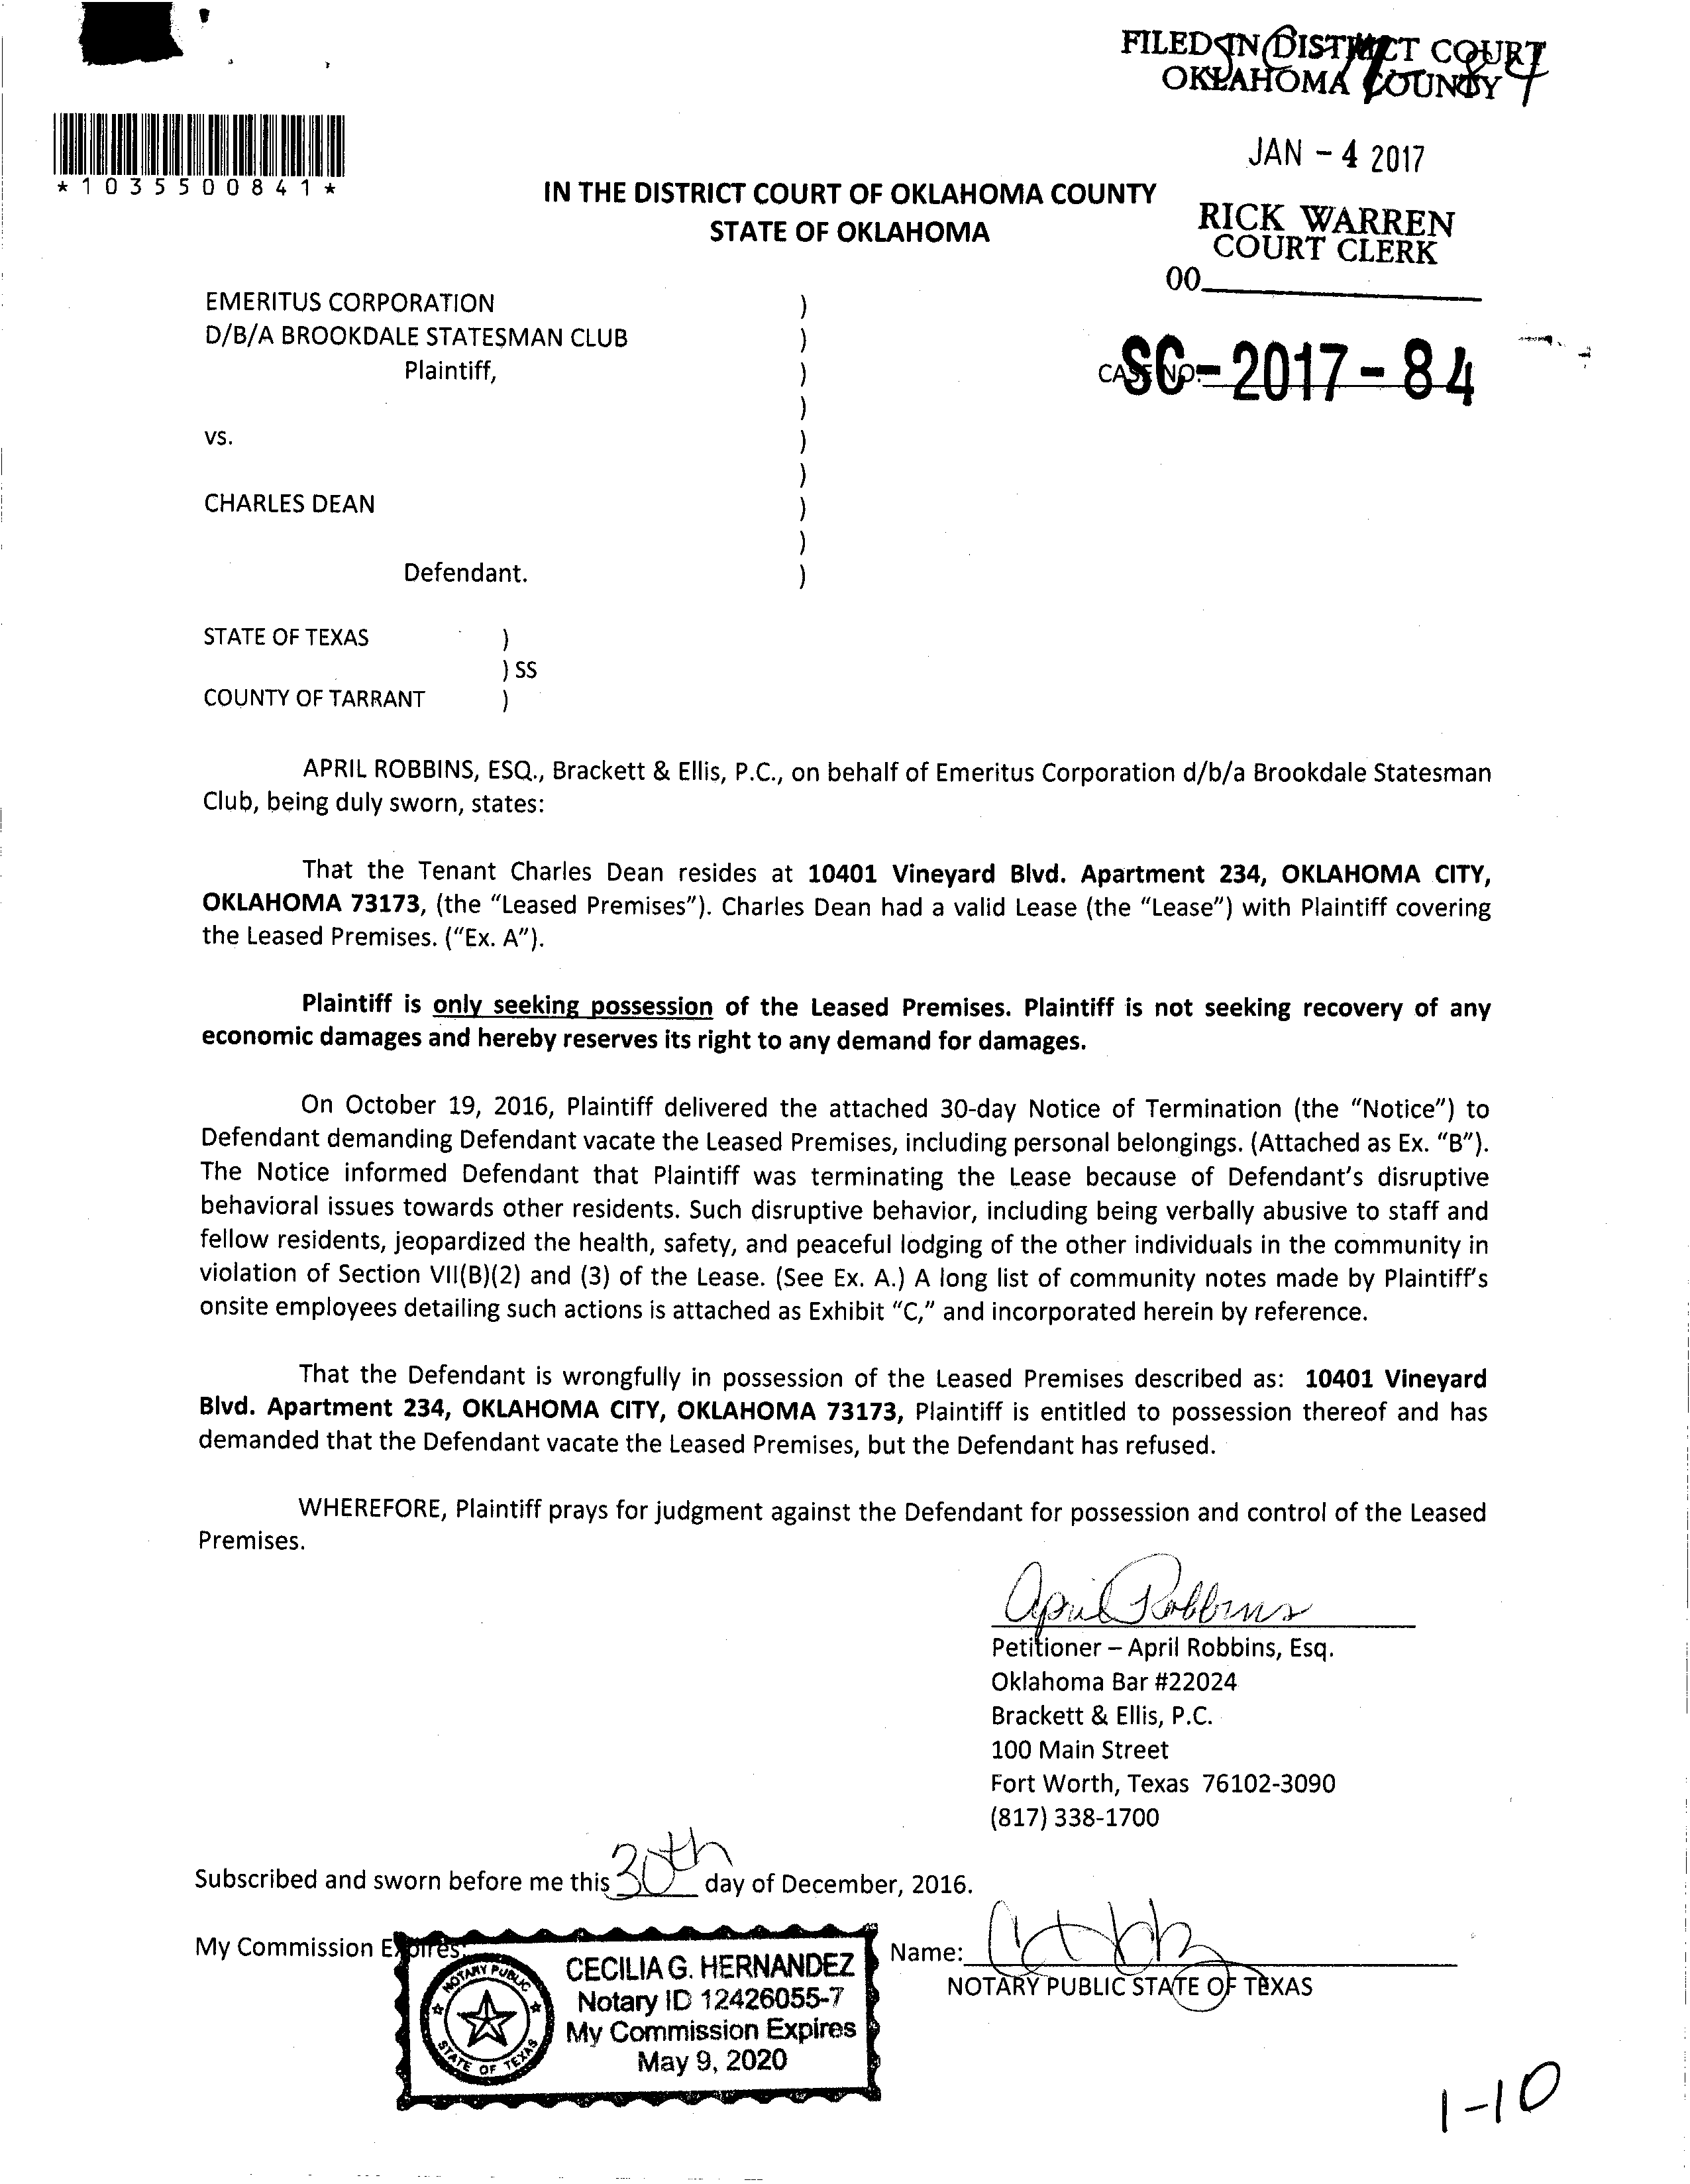 FILED IN DISTRICT COURT
OKLAHOMA COUNTY
JAN - 4 2017
*1035500841*
IN THE DISTRICT COURT OF OKLAHOMA COUNTY
STATE OF OKLAHOMA
RICK WARREN
COURT CLERK
00
EMERITUS CORPORATION )
D/B/A BROOKDALE STATESMAN CLUB )
Plaintiff, )
CASE NO. SC-2017-84
)
vs. )
)
CHARLES DEAN )
)
Defendant. )
STATE OF TEXAS )
) SS
COUNTY OF TARRANT )
APRIL ROBBINS, ESQ., Brackett & Ellis, P.C., on behalf of Emeritus Corporation d/b/a Brookdale Statesman
Club, being duly sworn, states:
That the Tenant Charles Dean resides at 10401 Vineyard Blvd. Apartment 234, OKLAHOMA CITY,
OKLAHOMA 73173, (the “Leased Premises”). Charles Dean had a valid Lease (the “Lease”) with Plaintiff covering
the Leased Premises. (“Ex. A”).
Plaintiff is only seeking possession of the Leased Premises. Plaintiff is not seeking recovery of any
economic damages and hereby reserves its right to any demand for damages.
On October 19, 2016, Plaintiff delivered the attached 30-day Notice of Termination (the “Notice”) to
Defendant demanding Defendant vacate the Leased Premises, including personal belongings. (Attached as Ex. “B”).
The Notice informed Defendant that Plaintiff was terminating the Lease because of Defendant’s disruptive
behavioral issues towards other residents. Such disruptive behavior, including being verbally abusive to staff and
fellow residents, jeopardized the health, safety, and peaceful lodging of the other individuals in the community in
violation of Section VII(B)(2) and (3) of the Lease. (See Ex. A.) A long list of community notes made by Plaintiff’s
onsite employees detailing such actions is attached as Exhibit “C,” and incorporated herein by reference.
That the Defendant is wrongfully in possession of the Leased Premises described as: 10401 Vineyard
Blvd. Apartment 234, OKLAHOMA CITY, OKLAHOMA 73173, Plaintiff is entitled to possession thereof and has
demanded that the Defendant vacate the Leased Premises, but the Defendant has refused.
WHEREFORE, Plaintiff prays for judgment against the Defendant for possession and control of the Leased
Premises.
April Robbins
Petitioner – April Robbins, Esq.
Oklahoma Bar #22024
Brackett & Ellis, P.C.
100 Main Street
Fort Worth, Texas 76102-3090
(817) 338-1700
Subscribed and sworn before me this 30th day of December, 2016.
My Commission Expires:
Name:
NOTARY PUBLIC STATE OF TEXAS
NOTARY PUBLIC
STATE OF TEXAS
CECILIA G. HERNANDEZ
Notary ID 12426055-7
My Commission Expires
May 9, 2020
1-10